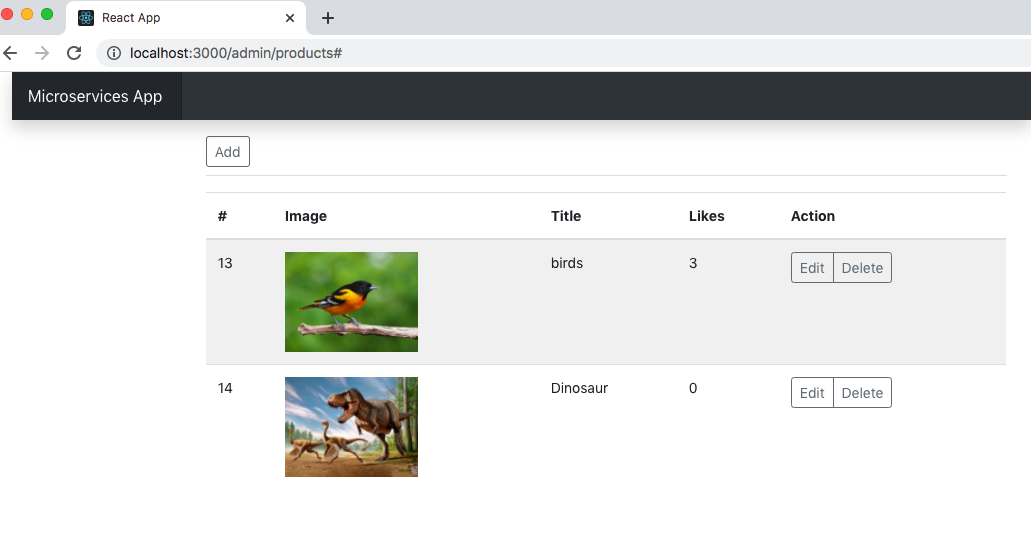 React App
localhost:3000/admin/products#
Microservices App
Add
# Image Title Likes Action
13 birds 3 Edit Delete
14 Dinosaur 0 Edit Delete